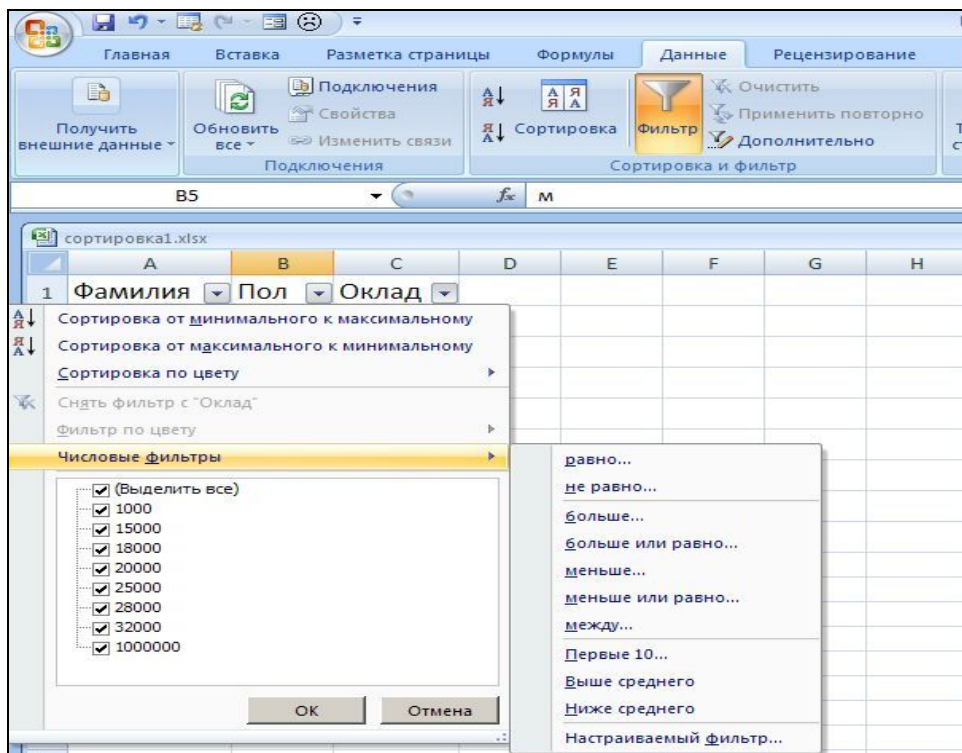 Главная Вставка Разметка страницы Формулы Данные Рецензирование
Получить внешние данные
Обновить все
Подключения
Свойства
Изменить связи
Подключения
А Я
Я А
А Я Я А
Сортировка
Фильтр
Очистить
Применить повторно
Дополнительно
Сортировка и фильтр
B5 fx м
сортировка1.xlsx
A B C D E F G H
1 Фамилия Пол Оклад
Сортировка от минимального к максимальному
Сортировка от максимального к минимальному
Сортировка по цвету
Снять фильтр с "Оклад"
Фильтр по цвету
Числовые фильтры
(Выделить все)
1000
15000
18000
20000
25000
28000
32000
1000000
ОК Отмена
равно...
не равно...
больше...
больше или равно...
меньше...
меньше или равно...
между...
Первые 10...
Выше среднего
Ниже среднего
Настраиваемый фильтр...